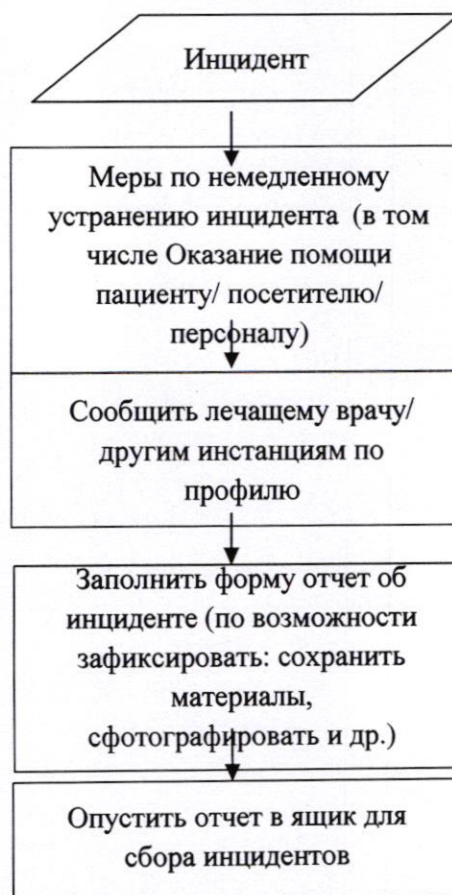 Инцидент
Меры по немедленному
устранению инцидента (в том
числе Оказание помощи
пациенту/ посетителю/
персоналу)
Сообщить лечащему врачу/
другим инстанциям по
профилю
Заполнить форму отчет об
инциденте (по возможности
зафиксировать: сохранить
материалы,
сфотографировать и др.)
Опустить отчет в ящик для
сбора инцидентов